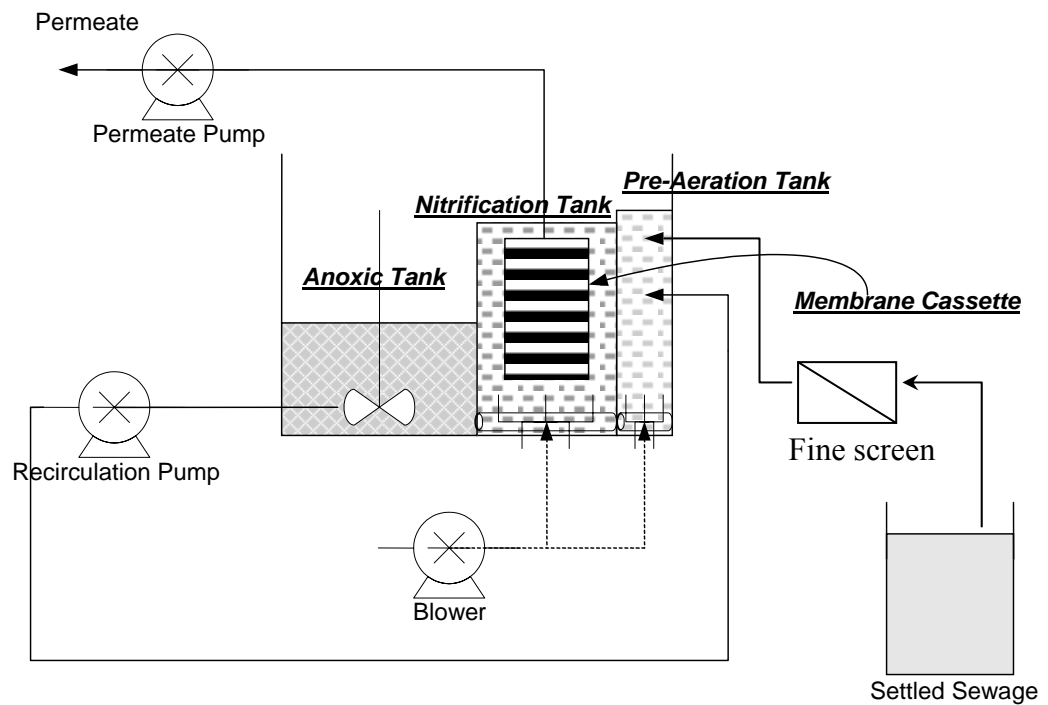 Permeate
Permeate Pump
Pre-Aeration Tank
Nitrification Tank
Anoxic Tank
Membrane Cassette
Fine screen
Recirculation Pump
Blower
Settled Sewage